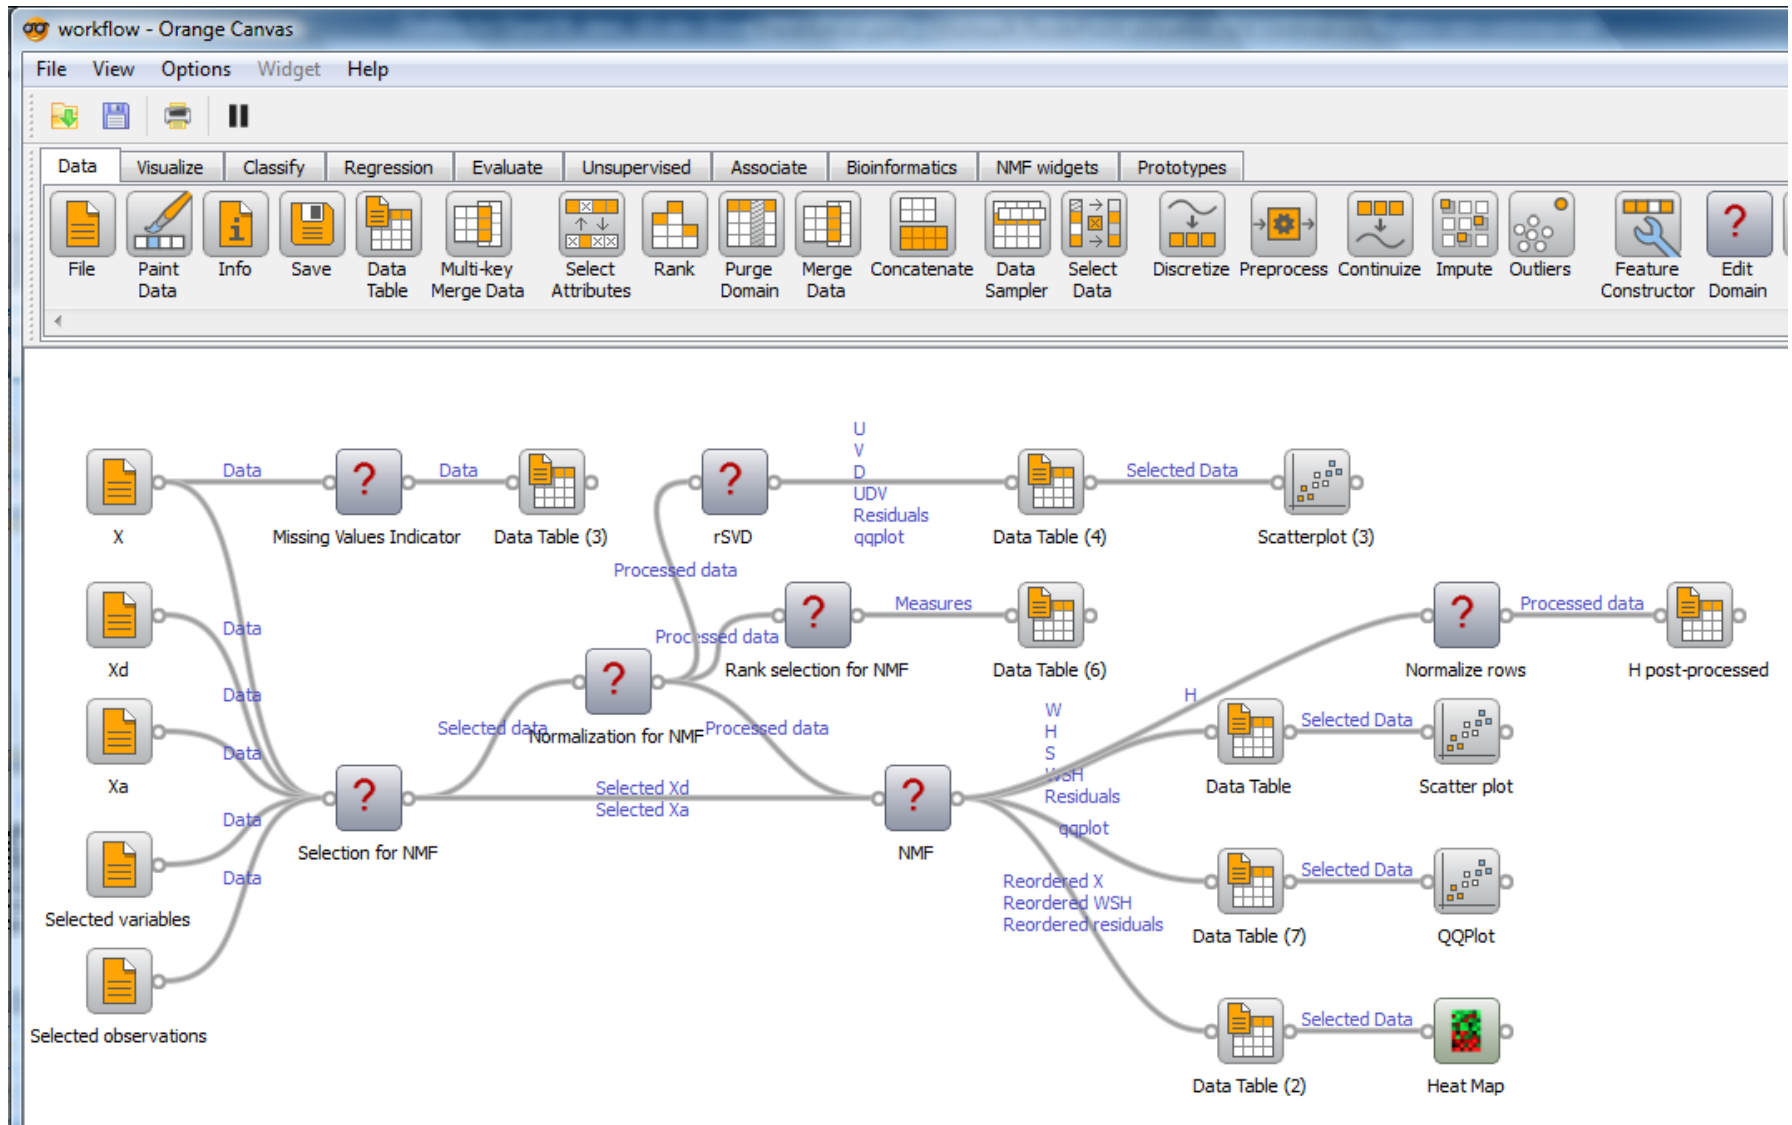 workflow - Orange Canvas
File View Options Widget Help
Data Visualize Classify Regression Evaluate Unsupervised Associate Bioinformatics NMF widgets Prototypes
File Paint Info Save Data Multi-key Select Rank Purge Merge Concatenate Data Select Discretize Preprocess Continuize Impute Outliers Feature Edit
Data Table Merge Data Attributes Domain Data Sampler Data Constructor Domain
U
V
D
UDV
Residuals
qqplot
Data Data Selected Data
X Missing Values Indicator Data Table (3) rSVD Data Table (4) Scatterplot (3)
Processed data
Measures Processed data
Data
Processed data
Xd Rank selection for NMF Data Table (6) Normalize rows H post-processed
Data
H
W
H
S
WSH
Residuals
Selected data Normalization for NMF Processed data
Selected Data
Data
Xa Data Table Scatter plot
Selected Xd
Selected Xa
Data
qqplot
Selection for NMF NMF
Data
Selected Data
Reordered X
Reordered WSH
Reordered residuals
Selected variables
Data Table (7) QQPlot
Selected observations
Selected Data
Data Table (2) Heat Map